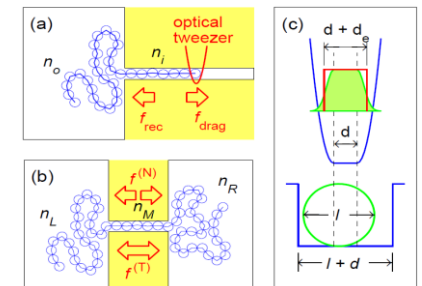 (a)
optical
tweezer
n_o
n_i
f_rec
f_drag
(b)
f^(N)
n_L
n_M
n_R
f^(T)
(c)
d + d_e
d
l
l + d